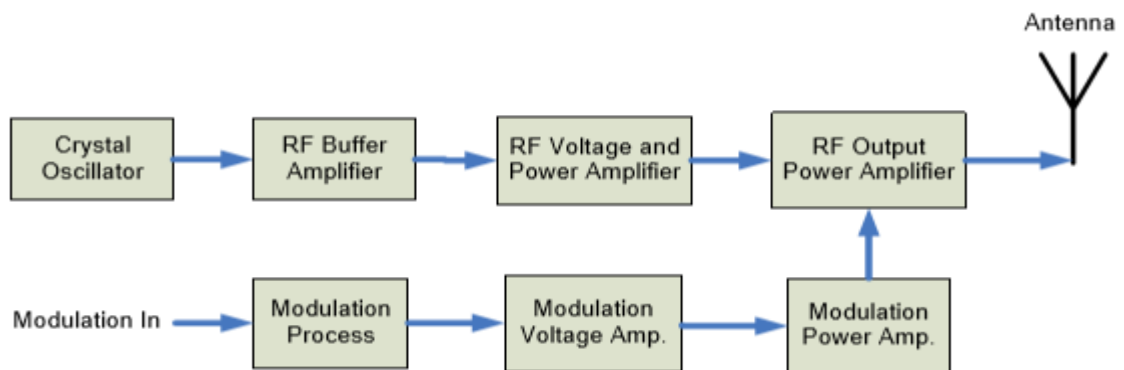 Antenna
Crystal
Oscillator
RF Buffer
Amplifier
RF Voltage and
Power Amplifier
RF Output
Power Amplifier
Modulation In
Modulation
Process
Modulation
Voltage Amp.
Modulation
Power Amp.